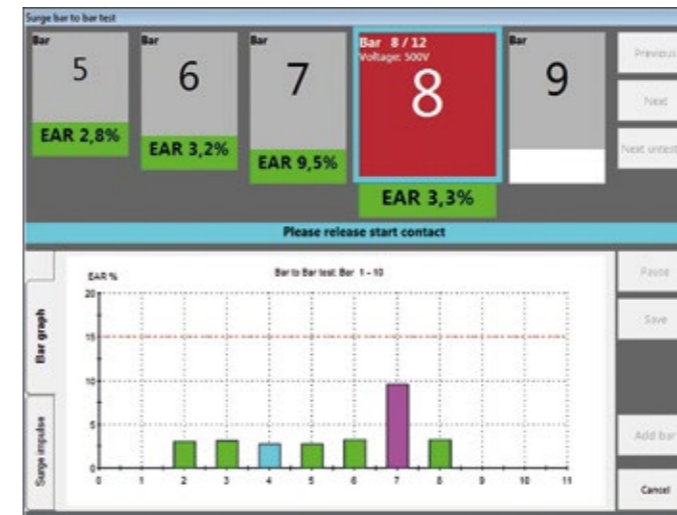 Surge bar to bar test
Bar
5
EAR 2,8%
Bar
6
EAR 3,2%
Bar
7
EAR 9,5%
Bar 8 / 12
Voltage: 500V
8
EAR 3,3%
Bar
9
Previous
Next
Next untest
Please release start contact
Bar graph
Surge impulse
EAR %
Bar to Bar test: Bar 1 - 10
20
15
10
5
0
0 1 2 3 4 5 6 7 8 9 10 11
Pause
Save
Add bar
Cancel